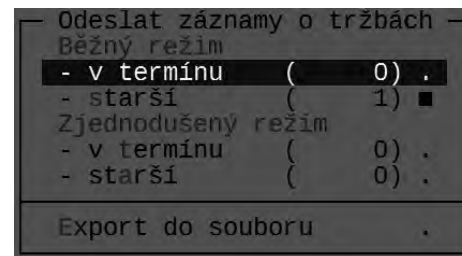 Odeslat záznamy o tržbách
Běžný režim
- v termínu ( 0) .
- starší ( 1) ■
Zjednodušený režim
- v termínu ( 0) .
- starší ( 0) .
Export do souboru .